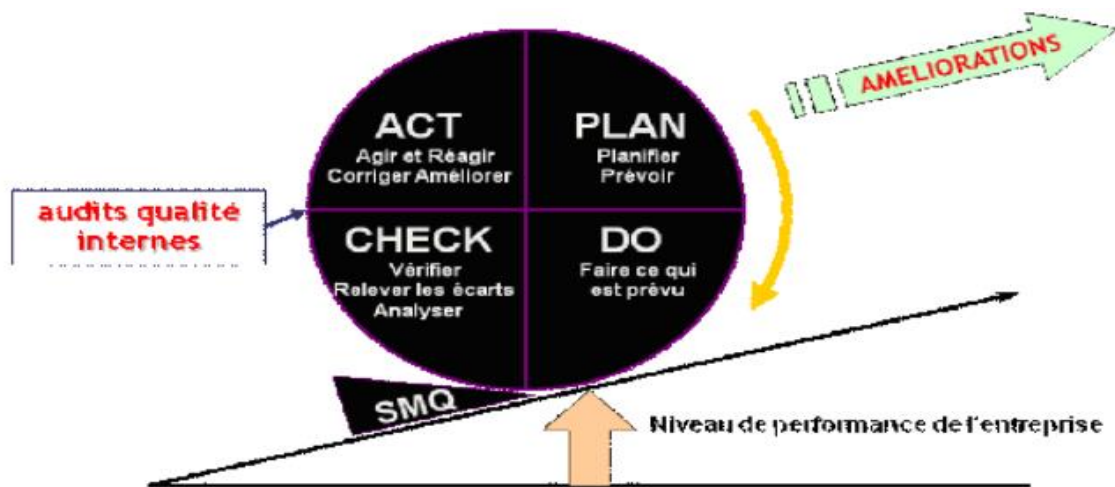 AMELIORATIONS
ACT
Agir et Réagir
Corriger Améliorer
PLAN
Planifier
Prévoir
audits qualité
internes
CHECK
Vérifier
Relever les écarts
Analyser
DO
Faire ce qui
est prévu
SMQ
Niveau de performance de l'entreprise